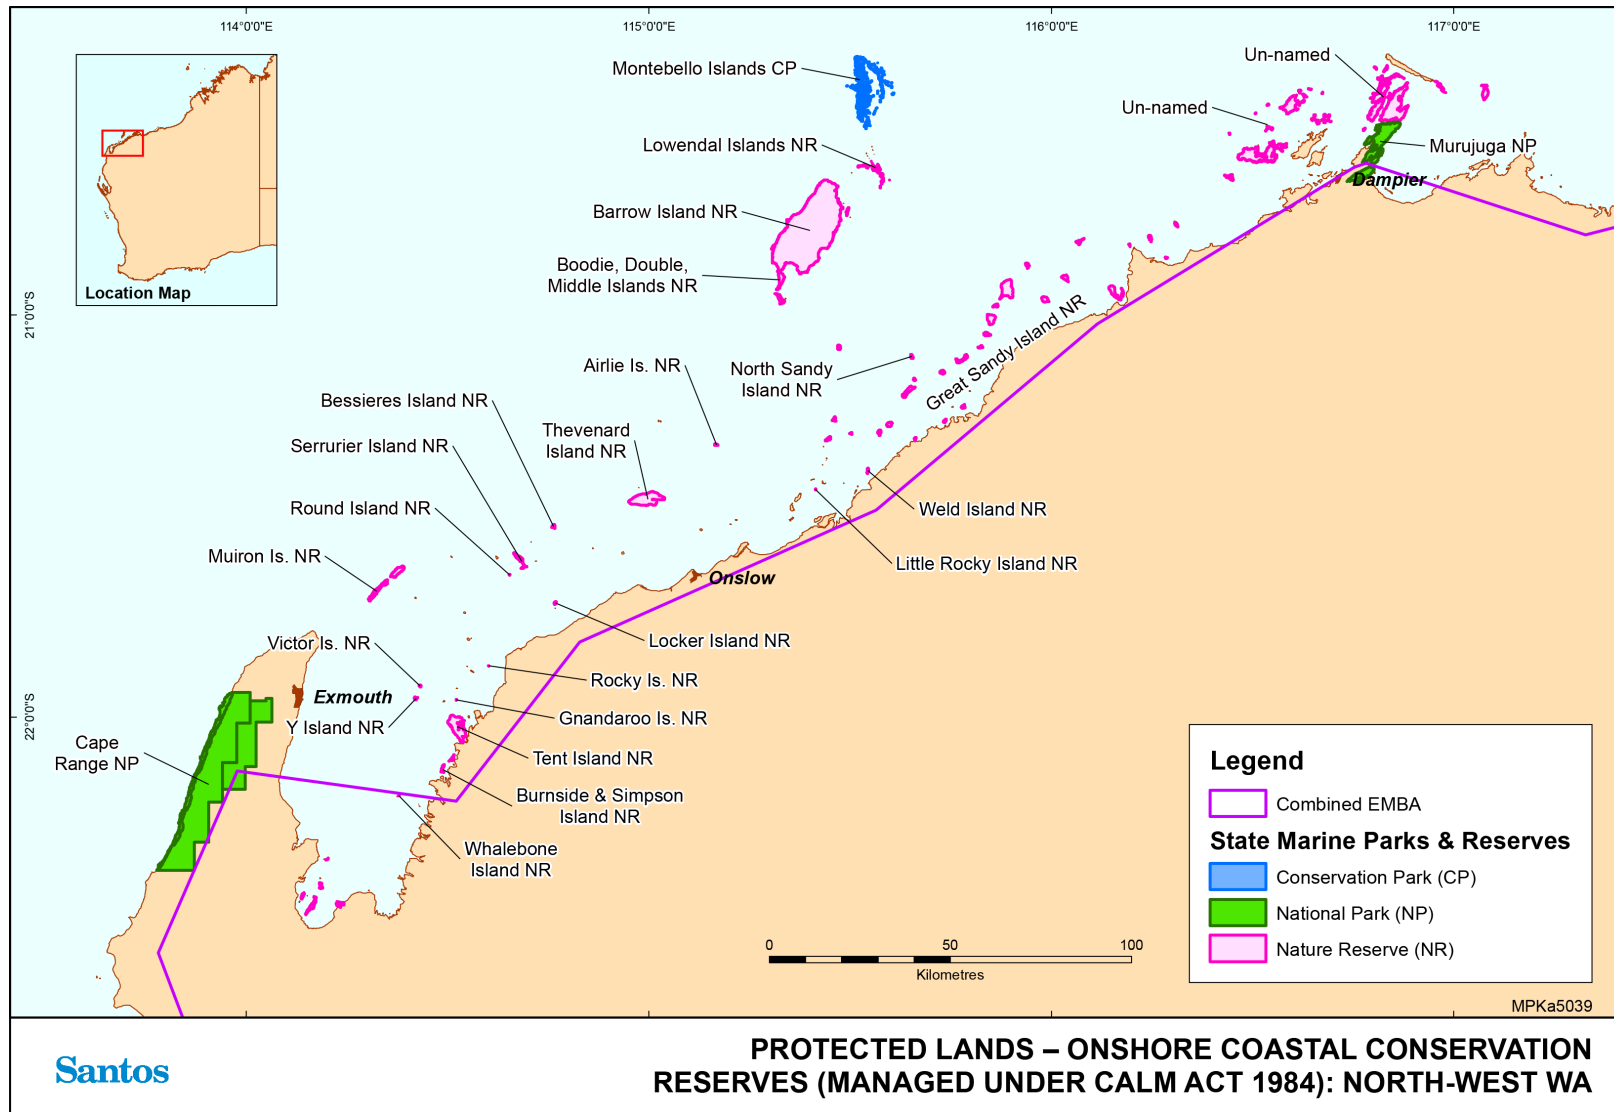 114°0'0"E
115°0'0"E
116°0'0"E
117°0'0"E
21°0'0"S
22°0'0"S
Location Map
Montebello Islands CP
Un-named
Un-named
Lowendal Islands NR
Murujuga NP
Dampier
Barrow Island NR
Boodie, Double,
Middle Islands NR
Great Sandy Island NR
Airlie Is. NR
North Sandy
Island NR
Bessieres Island NR
Thevenard
Island NR
Serrurier Island NR
Round Island NR
Weld Island NR
Muiron Is. NR
Little Rocky Island NR
Onslow
Locker Island NR
Victor Is. NR
Rocky Is. NR
Exmouth
Gnandaroo Is. NR
Y Island NR
Cape
Range NP
Tent Island NR
Burnside & Simpson
Island NR
Whalebone
Island NR
Legend
Combined EMBA
State Marine Parks & Reserves
Conservation Park (CP)
National Park (NP)
Nature Reserve (NR)
0 50 100
Kilometres
MPKa5039
Santos
PROTECTED LANDS – ONSHORE COASTAL CONSERVATION
RESERVES (MANAGED UNDER CALM ACT 1984): NORTH-WEST WA